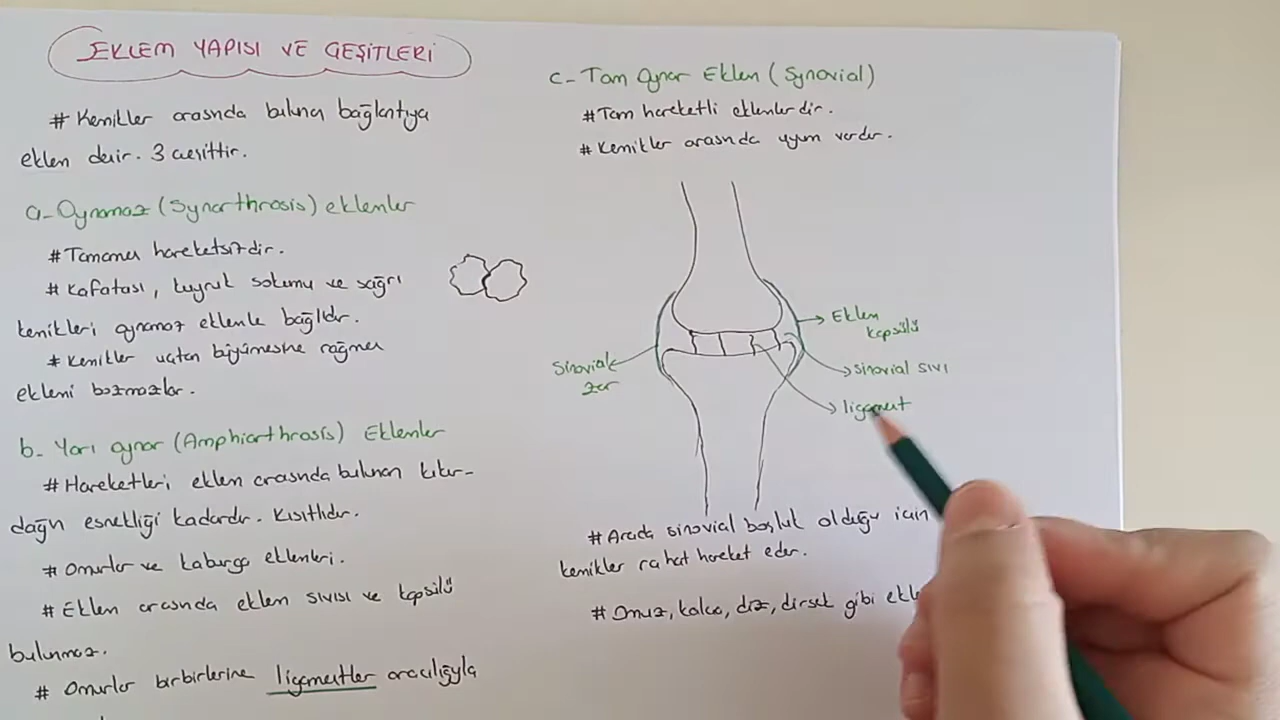 EKLEM YAPISI VE ÇEŞİTLERİ
# Kemikler arasında bulunan bağlantıya
eklem denir. 3 çeşittir.
a- Oynamaz (Synarthrosis) eklemler
# Tamamen hareketsizdir.
# Kafatası, kuyruk sokumu ve sağrı
kemikleri oynamaz eklemle bağlıdır.
# Kemikler uzatan büyümesine rağmen
eklemi bozmazlar.
b- Yarı oynar (Amphiarthrosis) Eklemler
# Hareketleri eklem arasında bulunan kıkır-
dağın esnekliği kadardır. Kısıtlıdır.
# Omurlar ve kaburga eklemleri.
# Eklem arasında eklem sıvısı ve kapsülü
bulunmaz.
# Omurlar birbirlerine ligamentler aracılığıyla
c- Tam Oynar Eklem (Synovial)
# Tam hareketli eklemlerdir.
# Kemikler arasında uyum vardır.
Eklem
kapsülü
Sinovial
zar
sinovial sıvı
ligament
# Arada sinovial boşluk olduğu için
kemikler rahat hareket eder.
# Omuz, kalça, diz, dirsek gibi